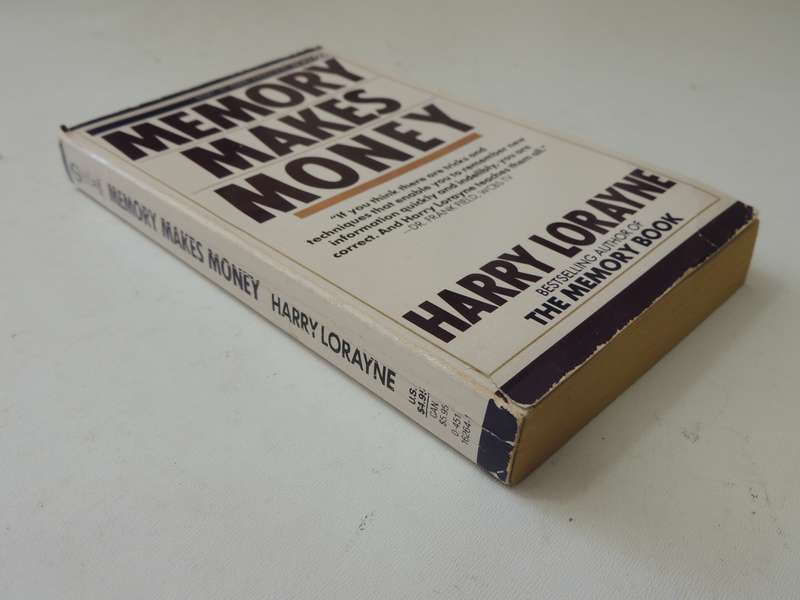 MEMORY
MAKES
MONEY
"If you think there are tricks and
techniques that enable you to remember new
information quickly and indelibly, you are
correct. And Harry Lorayne teaches them all."
—DR. FRANK FIELD, WCBS-TV
HARRY LORAYNE
BESTSELLING AUTHOR OF
THE MEMORY BOOK
MEMORY MAKES MONEY HARRY LORAYNE
U.S.
$4.95
CAN.
$5.95
0-451
16264-1